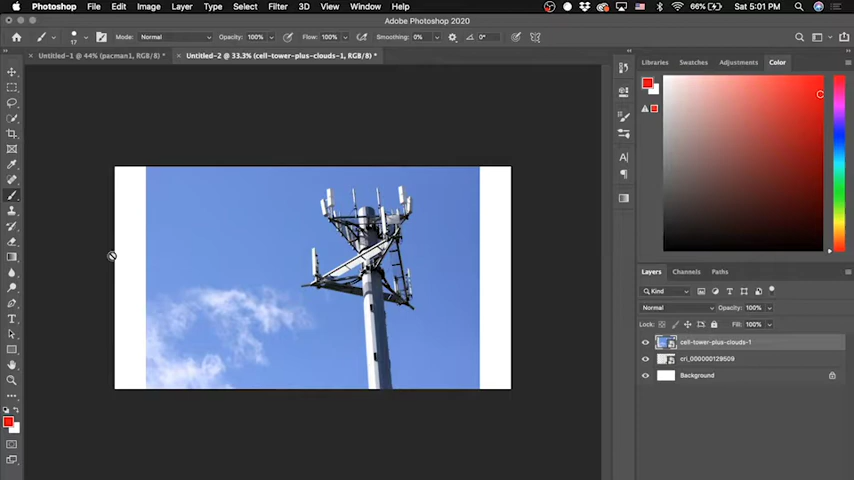 Photoshop File Edit Image Layer Type Select Filter 3D View Window Help 66% Sat 5:01 PM
Adobe Photoshop 2020
17 Mode: Normal Opacity: 100% Flow: 100% Smoothing: 0% 0°
Untitled-1 @ 44% (pacman1, RGB/8) *
Untitled-2 @ 33.3% (cell-tower-plus-clouds-1, RGB/8) *
Libraries Swatches Adjustments Color
Layers Channels Paths
Kind
Normal Opacity: 100%
Lock: Fill: 100%
cell-tower-plus-clouds-1
cri_000000129509
Background